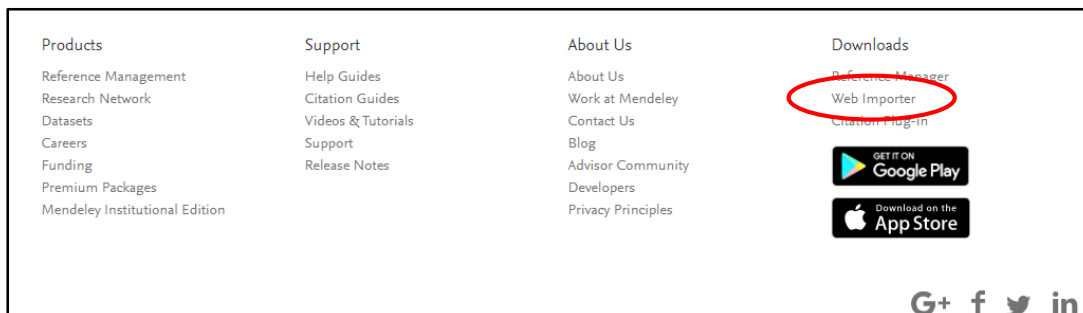 Products
Reference Management
Research Network
Datasets
Careers
Funding
Premium Packages
Mendeley Institutional Edition
Support
Help Guides
Citation Guides
Videos & Tutorials
Support
Release Notes
About Us
About Us
Work at Mendeley
Contact Us
Blog
Advisor Community
Developers
Privacy Principles
Downloads
Reference Manager
Web Importer
Citation Plug-In
GET IT ON
Google Play
Download on the
App Store
G+ f in